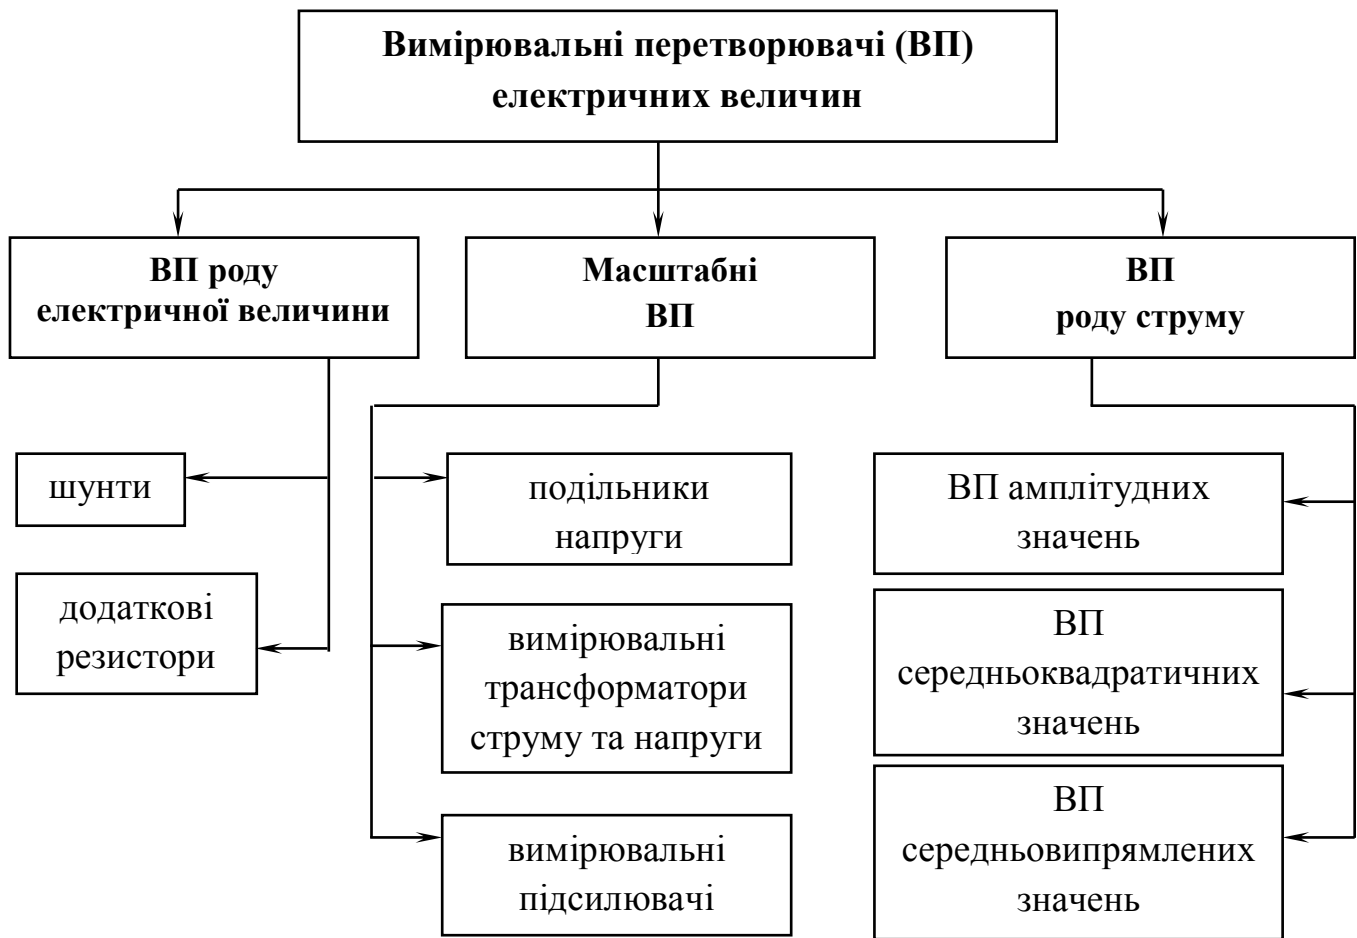 Вимірювальні перетворювачі (ВП)
електричних величин
ВП роду
електричної величини
Масштабні
ВП
ВП
роду струму
шунти
додаткові
резистори
подільники
напруги
вимірювальні
трансформатори
струму та напруги
вимірювальні
підсилювачі
ВП амплітудних
значень
ВП
середньоквадратичних
значень
ВП
середньовипрямлених
значень